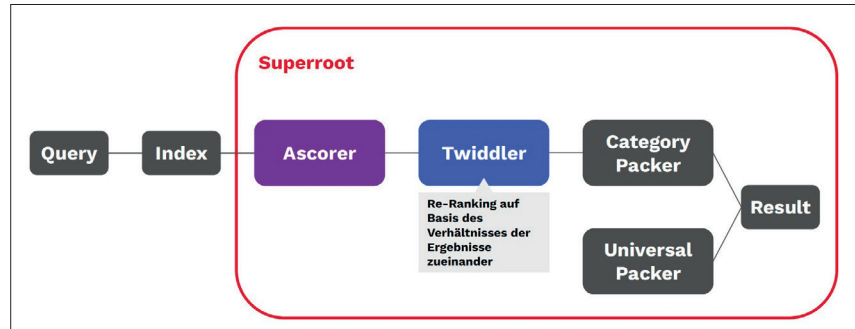 Superroot
Query
Index
Ascorer
Twiddler
Re-Ranking auf
Basis des
Verhältnisses der
Ergebnisse
zueinander
Category
Packer
Universal
Packer
Result